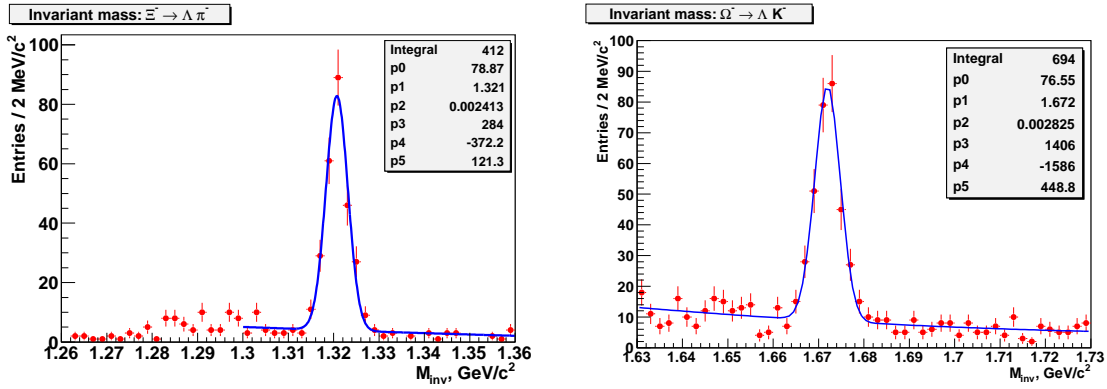 Invariant mass: Ξ⁻ → Λ π⁻
Entries / 2 MeV/c²
100
80
60
40
20
0
Integral 412
p0 78.87
p1 1.321
p2 0.002413
p3 284
p4 -372.2
p5 121.3
1.26 1.27 1.28 1.29 1.3 1.31 1.32 1.33 1.34 1.35 1.36
M_inv, GeV/c²
Invariant mass: Ω⁻ → Λ K⁻
Entries / 2 MeV/c²
100
90
80
70
60
50
40
30
20
10
0
Integral 694
p0 76.55
p1 1.672
p2 0.002825
p3 1406
p4 -1586
p5 448.8
1.63 1.64 1.65 1.66 1.67 1.68 1.69 1.7 1.71 1.72 1.73
M_inv, GeV/c²